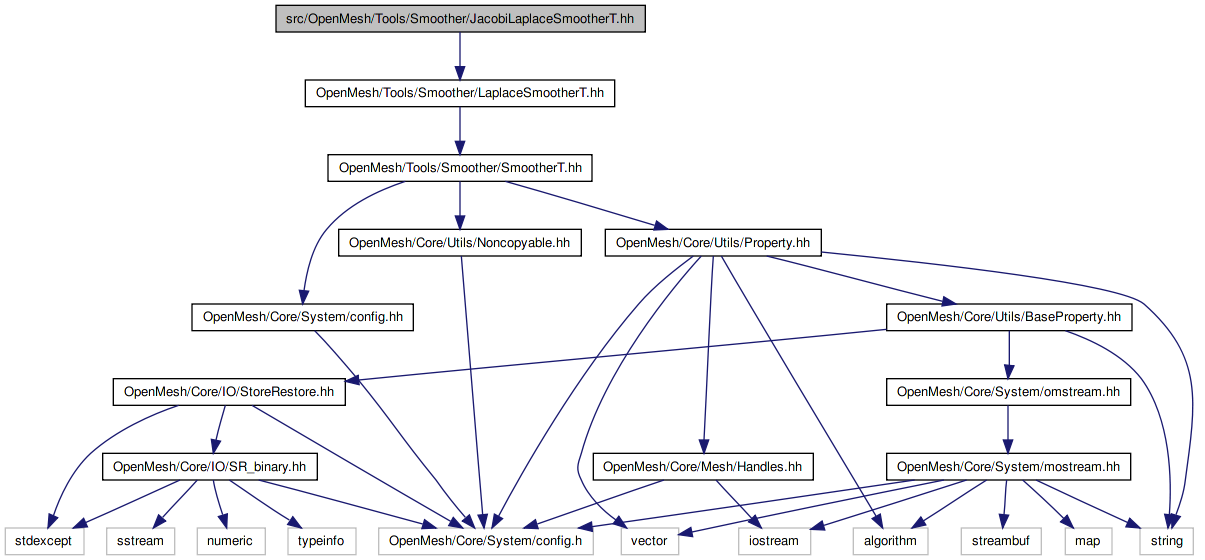 src/OpenMesh/Tools/Smoother/JacobiLaplaceSmootherT.hh
OpenMesh/Tools/Smoother/LaplaceSmootherT.hh
OpenMesh/Tools/Smoother/SmootherT.hh
OpenMesh/Core/Utils/Noncopyable.hh
OpenMesh/Core/Utils/Property.hh
OpenMesh/Core/System/config.hh
OpenMesh/Core/Utils/BaseProperty.hh
OpenMesh/Core/IO/StoreRestore.hh
OpenMesh/Core/System/omstream.hh
OpenMesh/Core/IO/SR_binary.hh
OpenMesh/Core/Mesh/Handles.hh
OpenMesh/Core/System/mostream.hh
stdexcept
sstream
numeric
typeinfo
OpenMesh/Core/System/config.h
vector
iostream
algorithm
streambuf
map
string